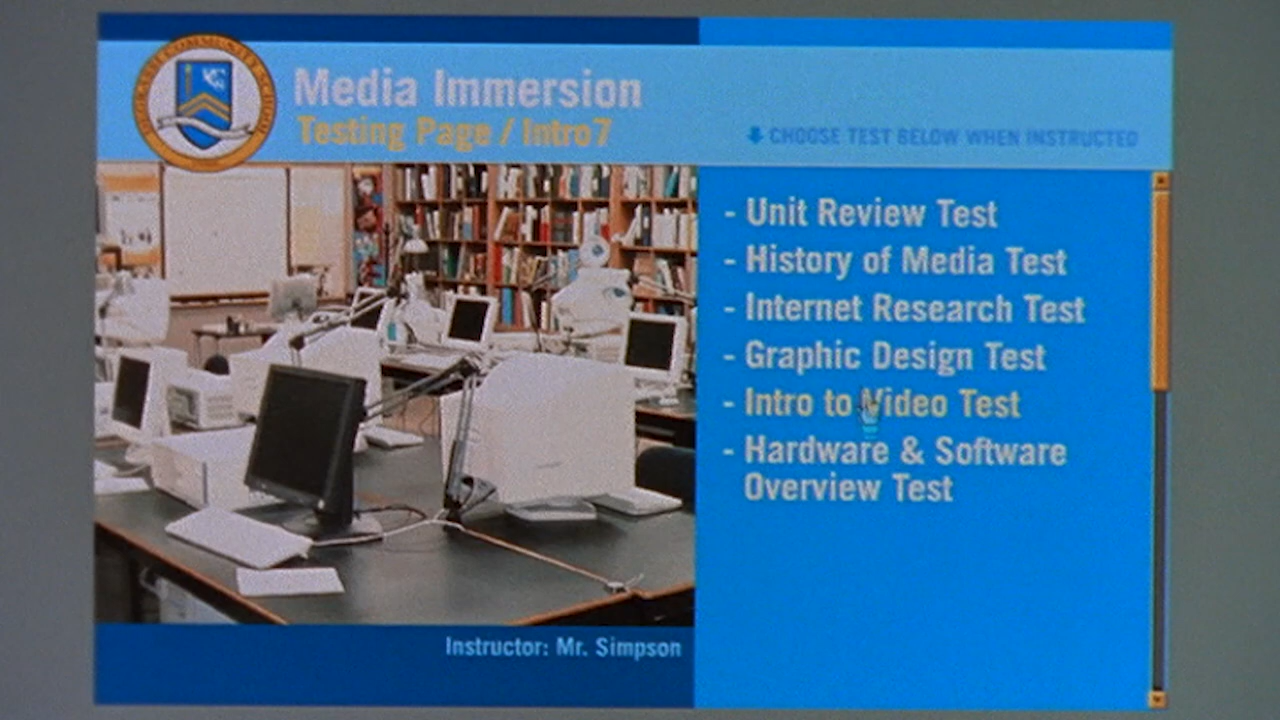 Media Immersion
Testing Page / Intro7
CHOOSE TEST BELOW WHEN INSTRUCTED
- Unit Review Test
- History of Media Test
- Internet Research Test
- Graphic Design Test
- Intro to Video Test
- Hardware & Software
Overview Test
Instructor: Mr. Simpson